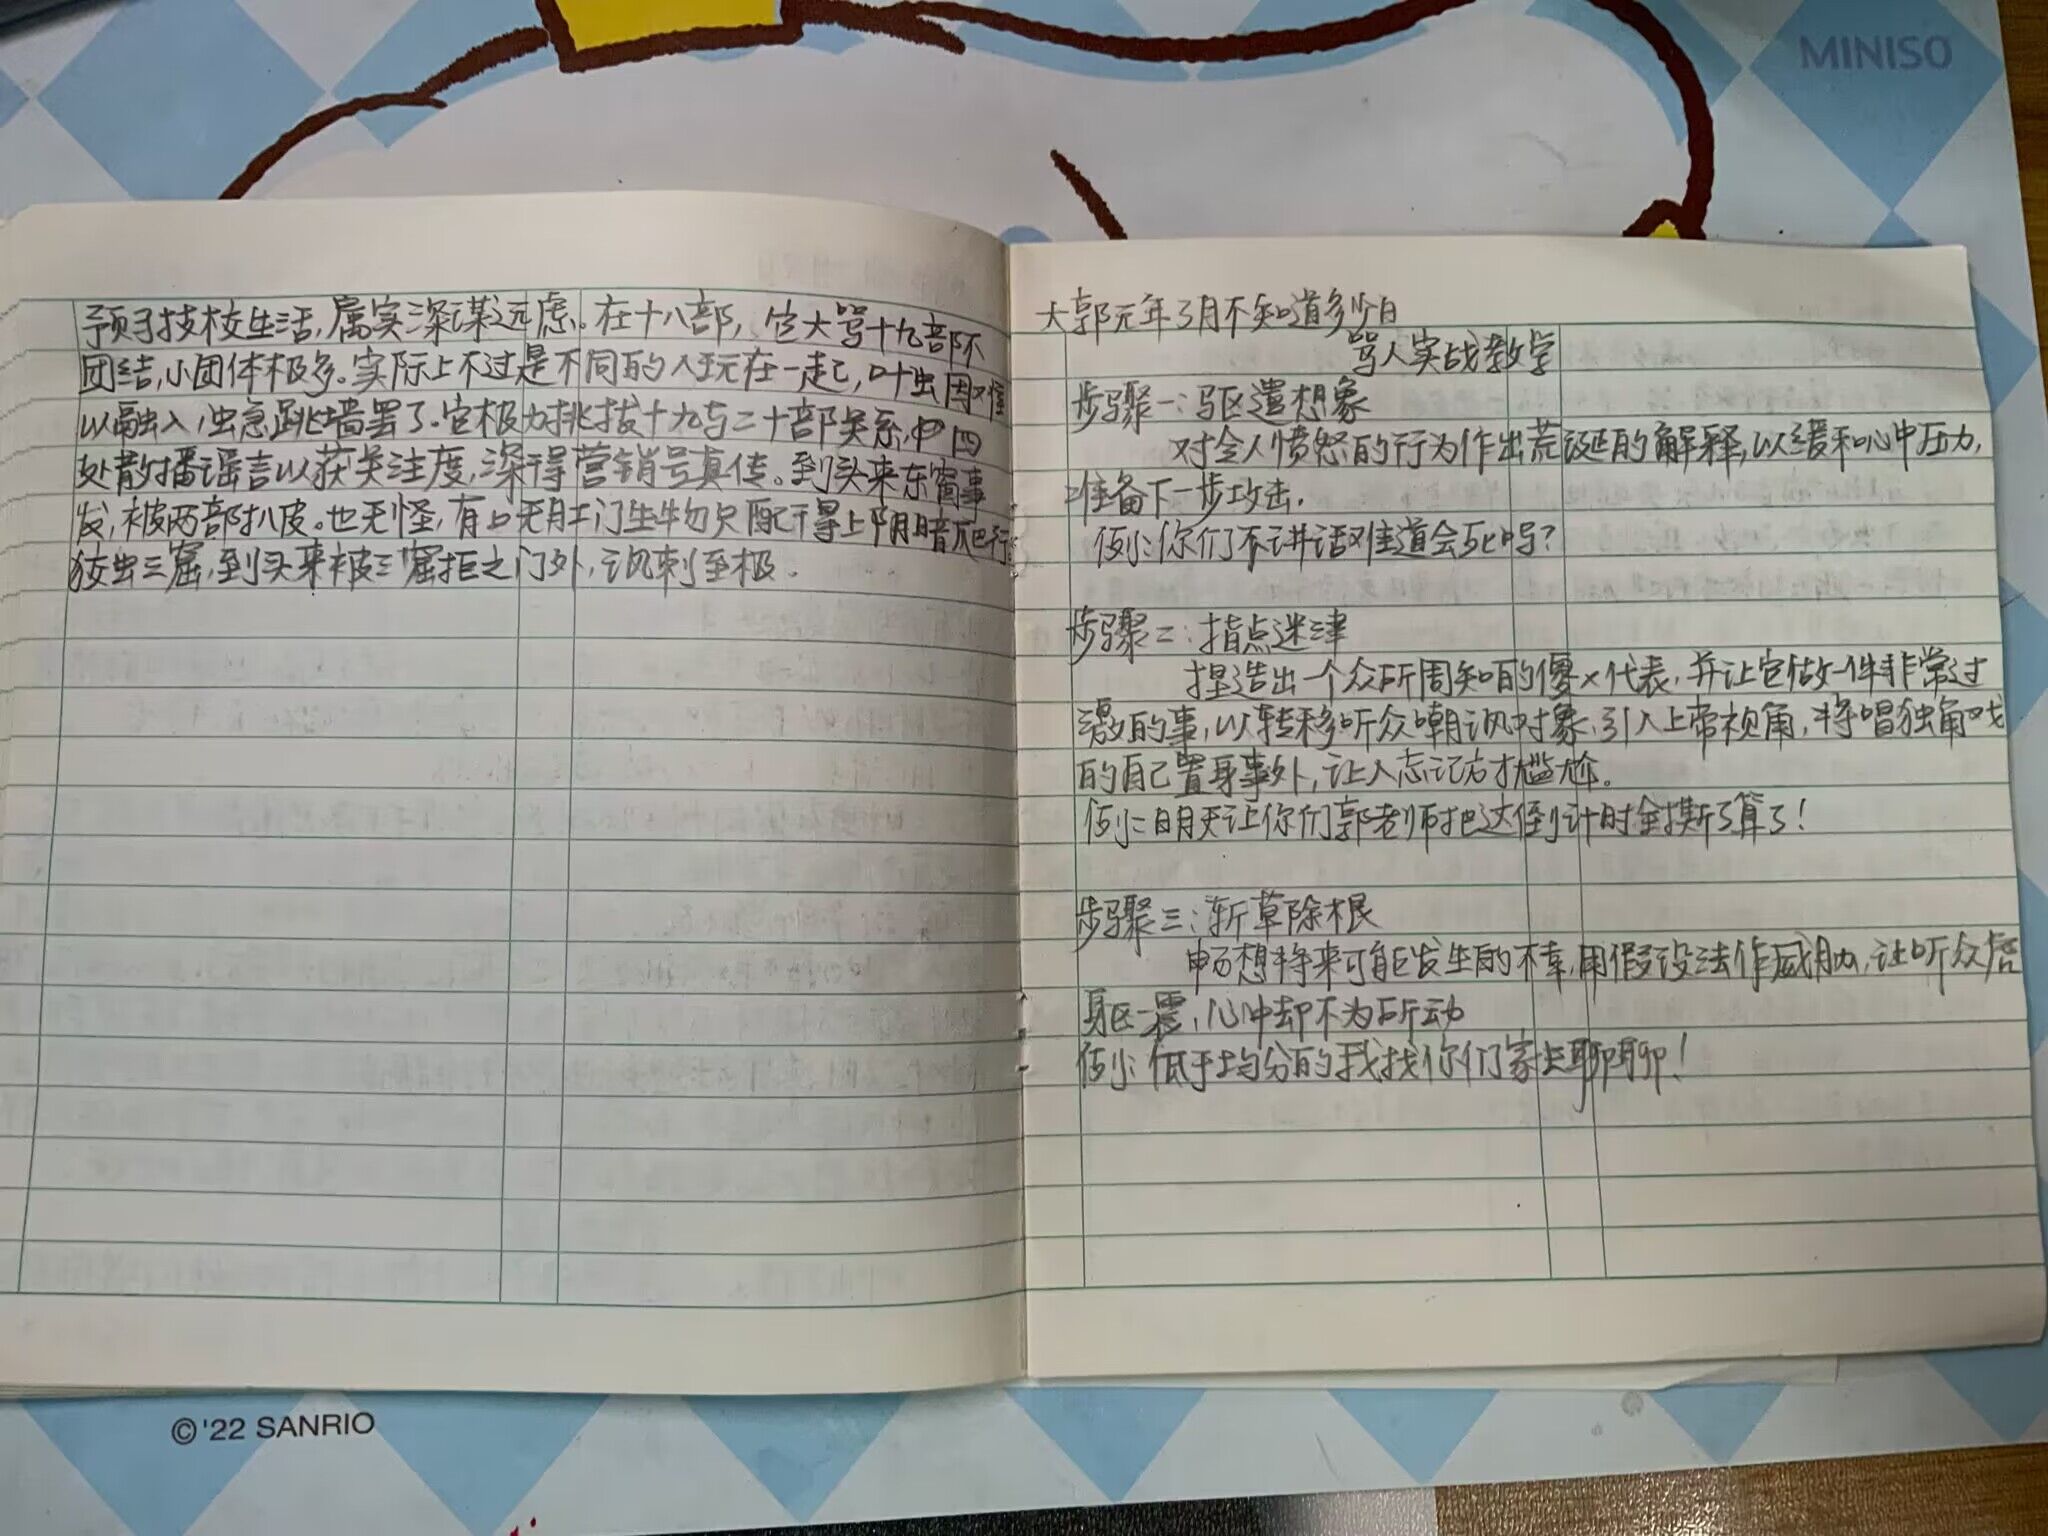 MINISO
预习技校生活,属实深谋远虑。在十八部,它大骂十九部不
团结,小团体极多。实际上不过是不同的人玩在一起,叶虫因难
以融入,虫急跳墙罢了.它极力挑拨十九与二十部关系,中四
处散播谣言以获关注度,深得营销号真传。到头来东窗事
发,被两部扒皮。也无怪,有口无肛门生物只配干得上阴暗爬行
狡虫三窟,到头来被三窟拒之门外,讽刺至极.
大郭元年3月不知道多少日
骂人实战教学
步骤一:驱遣想象
对令人愤怒的行为作出荒诞的解释,以缓和心中压力,
准备下一步攻击.
例:你们不讲话难道会死吗?
步骤二:指点迷津
捏造出一个众所周知的傻x代表,并让它做一件非常过
激的事,以转移听众嘲讽对象.引入上帝视角,将唱独角戏
的自己置身事外,让人忘记方才尴尬。
例:明天让你们郭老师把这倒计时全撕了算了!
步骤三:斩草除根
畅想将来可能发生的不幸,用假设法作威胁,让听众
身区一震,心中却不为所动
例:低于均分的我找你们家长聊聊!
©'22 SANRIO